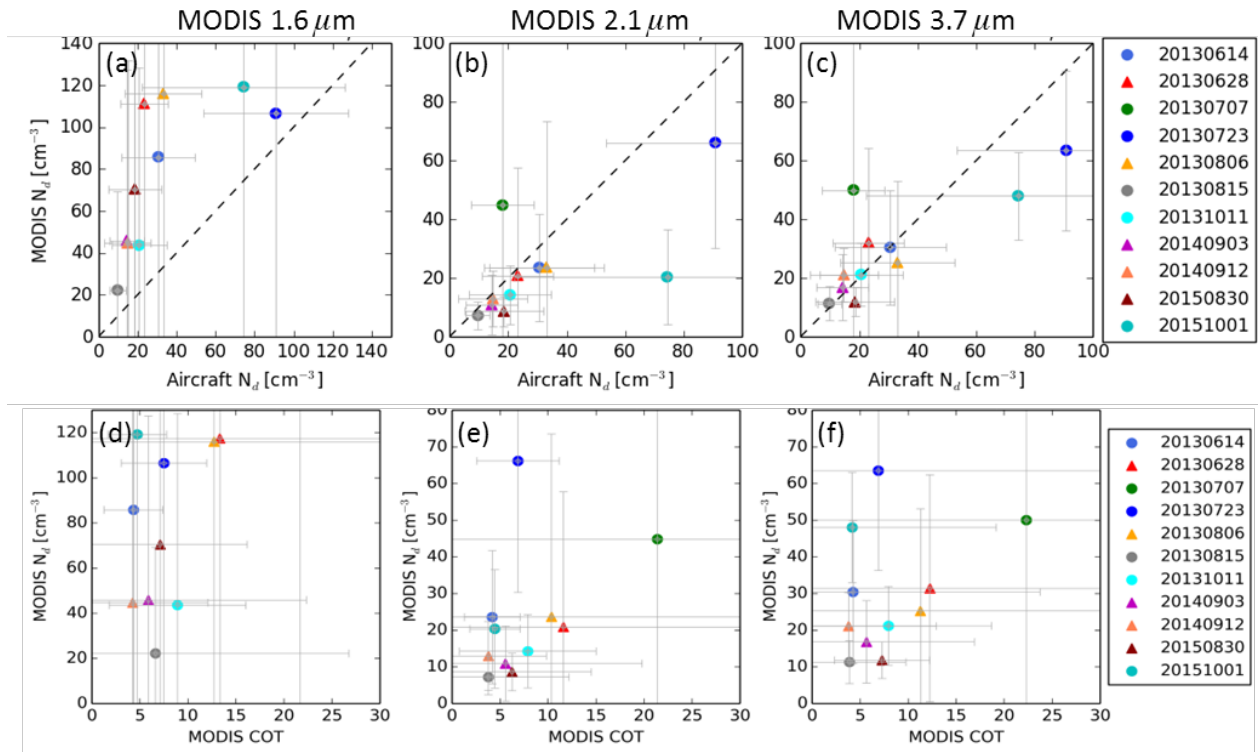 MODIS 1.6 μm
MODIS 2.1 μm
MODIS 3.7 μm
(a)
(b)
(c)
140
120
100
80
60
40
20
0
MODIS N_d [cm⁻³]
0 20 40 60 80 100 120 140
Aircraft N_d [cm⁻³]
100
80
60
40
20
0
0 20 40 60 80 100
Aircraft N_d [cm⁻³]
100
80
60
40
20
0
0 20 40 60 80 100
Aircraft N_d [cm⁻³]
20130614
20130628
20130707
20130723
20130806
20130815
20131011
20140903
20140912
20150830
20151001
(d)
(e)
(f)
120
100
80
60
40
20
0
MODIS N_d [cm⁻³]
0 5 10 15 20 25 30
MODIS COT
80
70
60
50
40
30
20
10
0
MODIS N_d [cm⁻³]
0 5 10 15 20 25 30
MODIS COT
80
70
60
50
40
30
20
10
0
MODIS N_d [cm⁻³]
0 5 10 15 20 25 30
MODIS COT
20130614
20130628
20130707
20130723
20130806
20130815
20131011
20140903
20140912
20150830
20151001